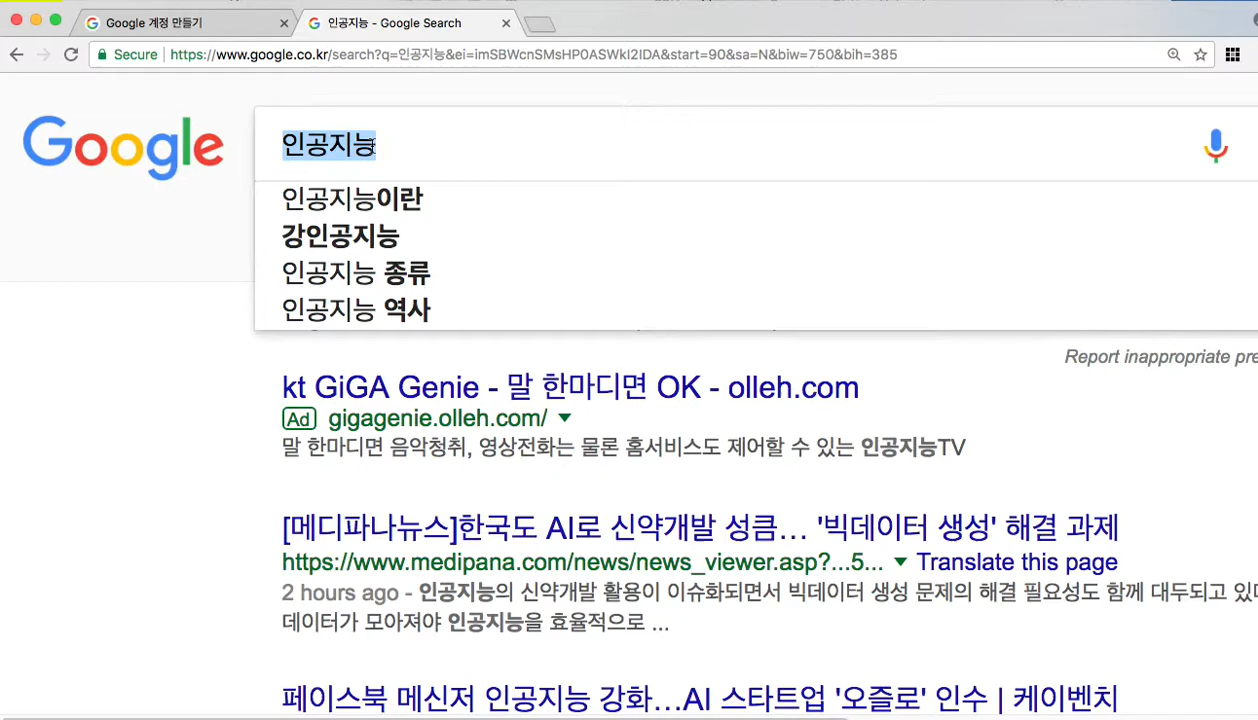 Google 계정 만들기
인공지능 - Google Search
Secure https://www.google.co.kr/search?q=인공지능&ei=imSBWcnSMsHP0ASWkI2IDA&start=90&sa=N&biw=750&bih=385
Google
인공지능
인공지능이란
강인공지능
인공지능 종류
인공지능 역사
Report inappropriate
kt GiGA Genie - 말 한마디면 OK - olleh.com
Ad gigagenie.olleh.com/
말 한마디면 음악청취, 영상전화는 물론 홈서비스도 제어할 수 있는 인공지능TV
[메디파나뉴스]한국도 AI로 신약개발 성큼... '빅데이터 생성' 해결 과제
https://www.medipana.com/news/news_viewer.asp?...5... Translate this page
2 hours ago - 인공지능의 신약개발 활용이 이슈화되면서 빅데이터 생성 문제의 해결 필요성도 함께 대두되고
데이터가 모아져야 인공지능을 효율적으로 ...
페이스북 메신저 인공지능 강화...AI 스타트업 '오즐로' 인수 | 케이벤치